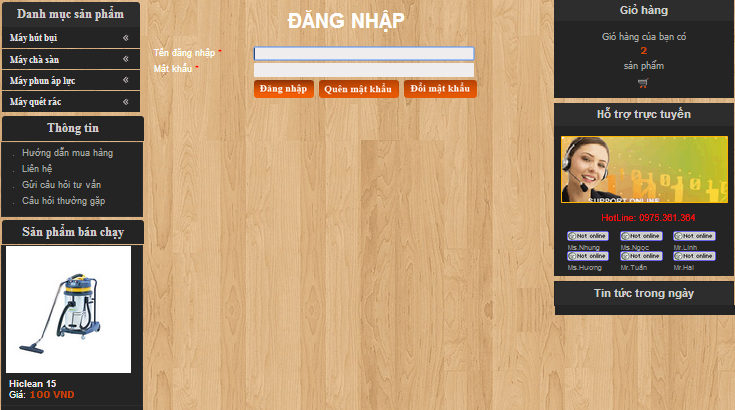 Danh mục sản phẩm
Máy hút bụi
Máy chà sàn
Máy phun áp lực
Máy quét rác
Thông tin
Hướng dẫn mua hàng
Liên hệ
Gửi câu hỏi tư vấn
Câu hỏi thường gặp
Sản phẩm bán chạy
Hiclean 15
Giá: 100 VND
ĐĂNG NHẬP
Tên đăng nhập *
Mật khẩu *
Đăng nhập Quên mật khẩu Đổi mật khẩu
Giỏ hàng
Giỏ hàng của bạn có
2
sản phẩm
Hỗ trợ trực tuyến
SUPPORT ONLINE
HotLine: 0975.361.364
Not online Not online Not online
Ms.Nhung Ms.Ngọc Mr.Linh
Not online Not online Not online
Ms.Hương Mr.Tuấn Mr.Hai
Tin tức trong ngày